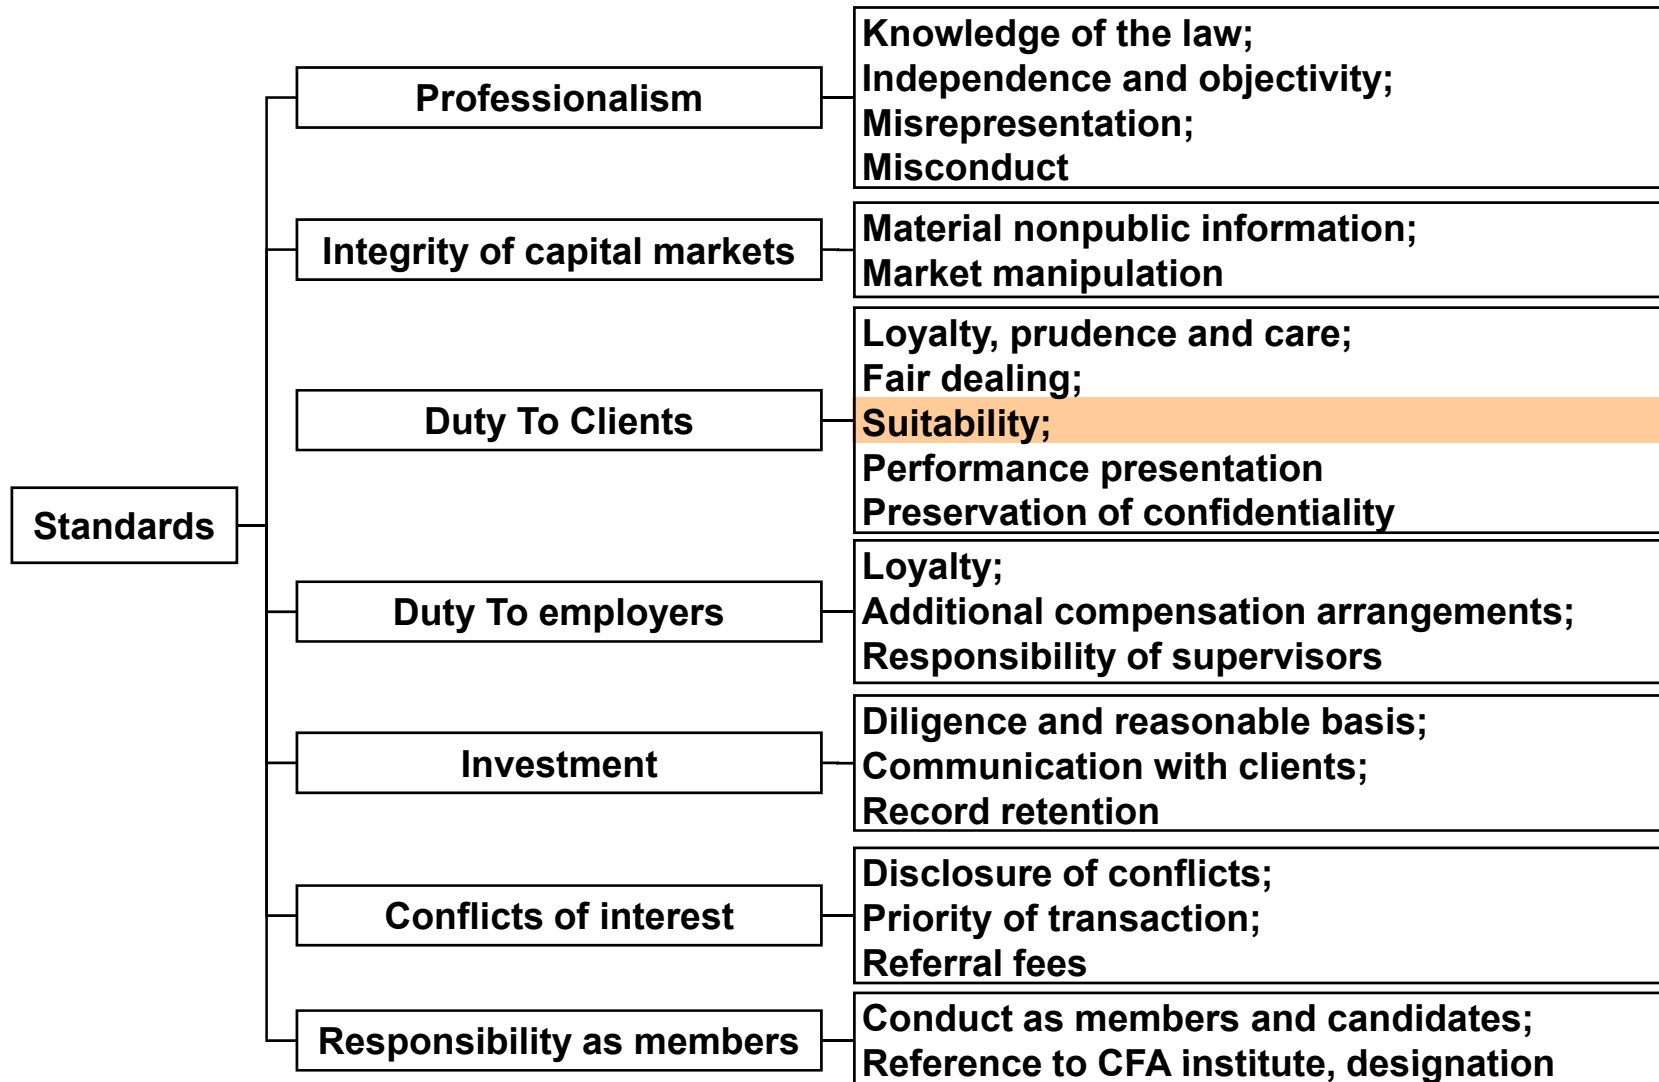 Standards
Professionalism
Knowledge of the law;
Independence and objectivity;
Misrepresentation;
Misconduct
Integrity of capital markets
Material nonpublic information;
Market manipulation
Duty To Clients
Loyalty, prudence and care;
Fair dealing;
Suitability;
Performance presentation
Preservation of confidentiality
Duty To employers
Loyalty;
Additional compensation arrangements;
Responsibility of supervisors
Investment
Diligence and reasonable basis;
Communication with clients;
Record retention
Conflicts of interest
Disclosure of conflicts;
Priority of transaction;
Referral fees
Responsibility as members
Conduct as members and candidates;
Reference to CFA institute, designation